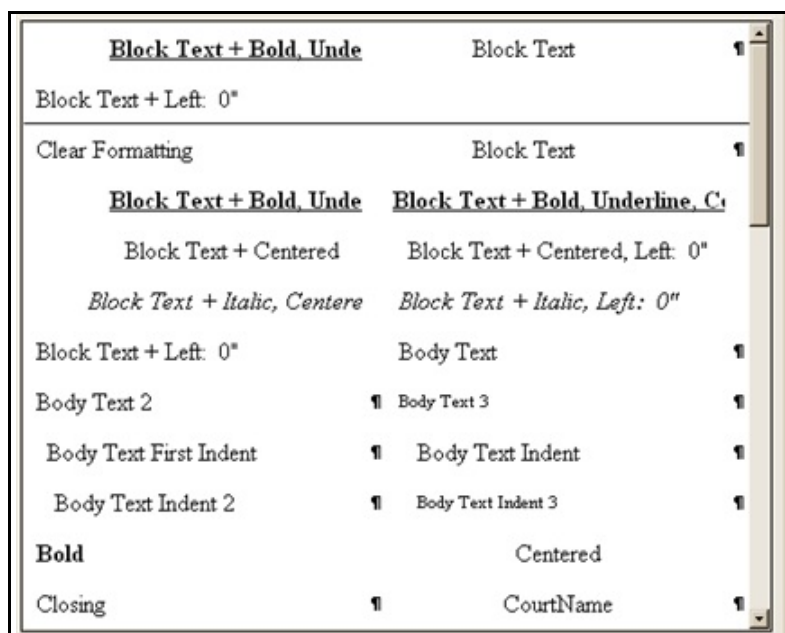 Block Text + Bold, Unde Block Text ¶
Block Text + Left: 0"
Clear Formatting Block Text ¶
Block Text + Bold, Unde Block Text + Bold, Underline, Ce
Block Text + Centered Block Text + Centered, Left: 0"
Block Text + Italic, Centere Block Text + Italic, Left: 0"
Block Text + Left: 0" Body Text ¶
Body Text 2 ¶ Body Text 3 ¶
Body Text First Indent ¶ Body Text Indent ¶
Body Text Indent 2 ¶ Body Text Indent 3 ¶
Bold Centered
Closing ¶ CourtName ¶